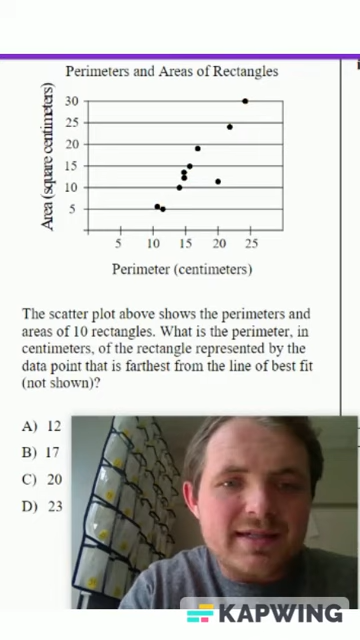 Perimeters and Areas of Rectangles
Area (square centimeters)
30
25
20
15
10
5
5 10 15 20 25
Perimeter (centimeters)
The scatter plot above shows the perimeters and
areas of 10 rectangles. What is the perimeter, in
centimeters, of the rectangle represented by the
data point that is farthest from the line of best fit
(not shown)?
A) 12
B) 17
C) 20
D) 23
KAPWING